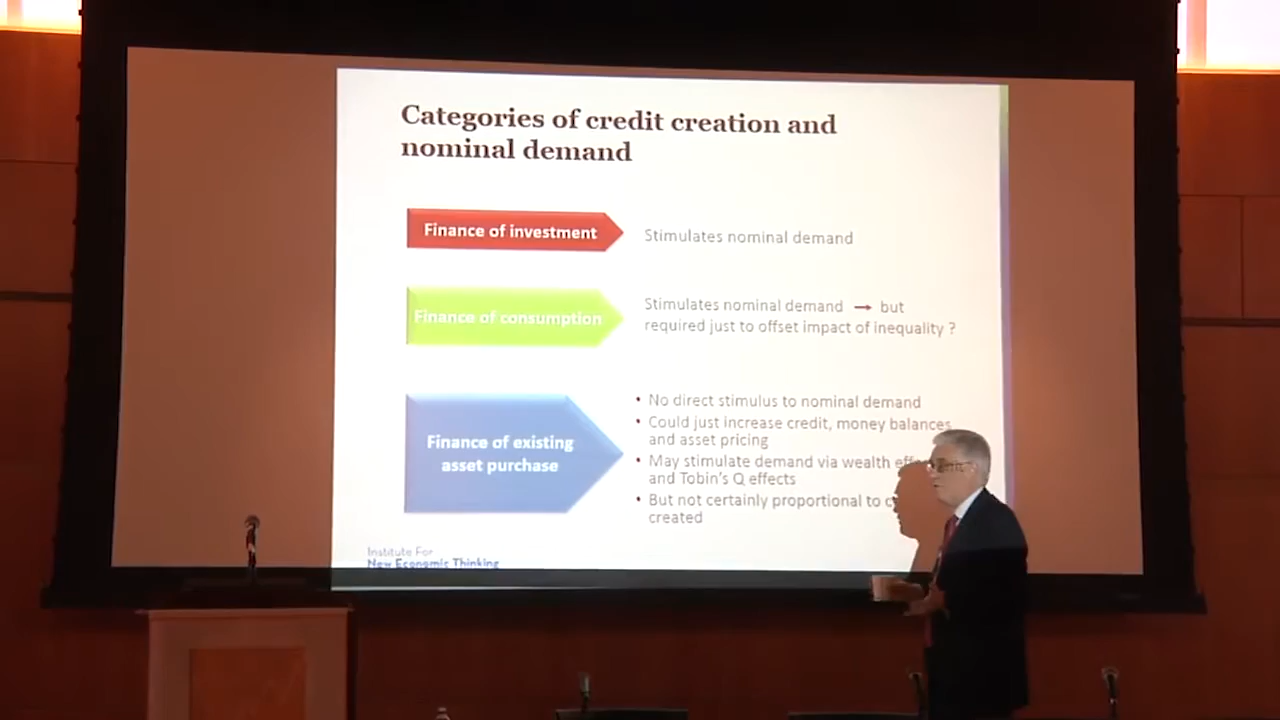 Categories of credit creation and
nominal demand
Finance of investment
Stimulates nominal demand
Finance of consumption
Stimulates nominal demand → but
required just to offset impact of inequality ?
Finance of existing
asset purchase
• No direct stimulus to nominal demand
• Could just increase credit, money balances
and asset pricing
• May stimulate demand via wealth
and Tobin's Q effects
• But not certainly proportional to
created
Institute For
New Economic Thinking